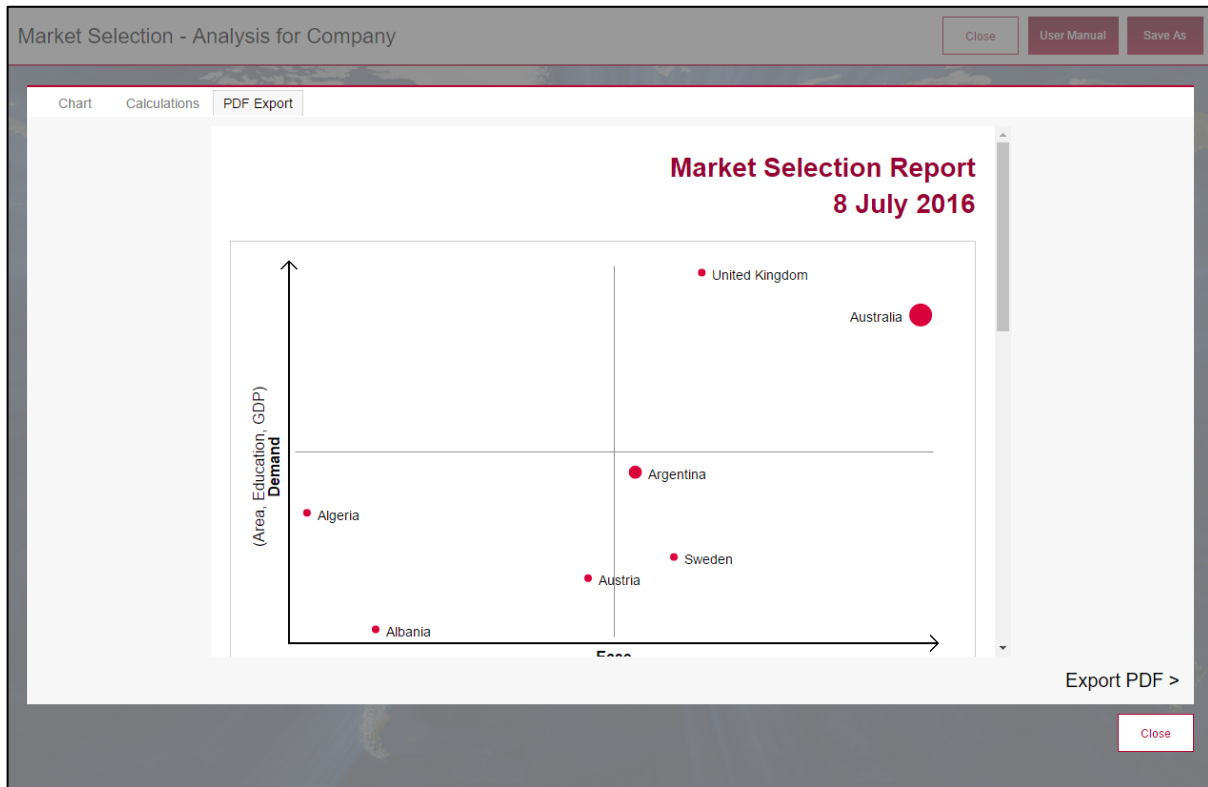 Market Selection - Analysis for Company
Close
User Manual
Save As
Chart
Calculations
PDF Export
Market Selection Report
8 July 2016
United Kingdom
Australia
(Area, Education, GDP)
Demand
Argentina
Algeria
Sweden
Austria
Albania
Ease
Export PDF >
Close